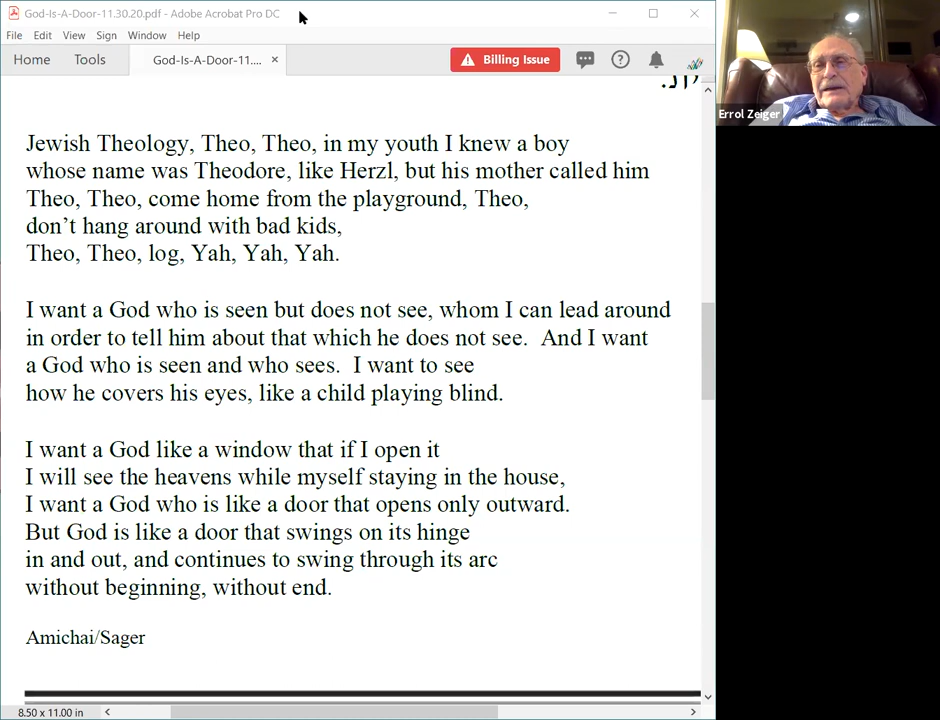 God-Is-A-Door-11.30.20.pdf - Adobe Acrobat Pro DC
File Edit View Sign Window Help
Home Tools God-Is-A-Door-11.... × Billing Issue
Errol Zeiger
Jewish Theology, Theo, Theo, in my youth I knew a boy
whose name was Theodore, like Herzl, but his mother called him
Theo, Theo, come home from the playground, Theo,
don’t hang around with bad kids,
Theo, Theo, log, Yah, Yah, Yah.
I want a God who is seen but does not see, whom I can lead around
in order to tell him about that which he does not see. And I want
a God who is seen and who sees. I want to see
how he covers his eyes, like a child playing blind.
I want a God like a window that if I open it
I will see the heavens while myself staying in the house,
I want a God who is like a door that opens only outward.
But God is like a door that swings on its hinge
in and out, and continues to swing through its arc
without beginning, without end.
Amichai/Sager
8.50 x 11.00 in